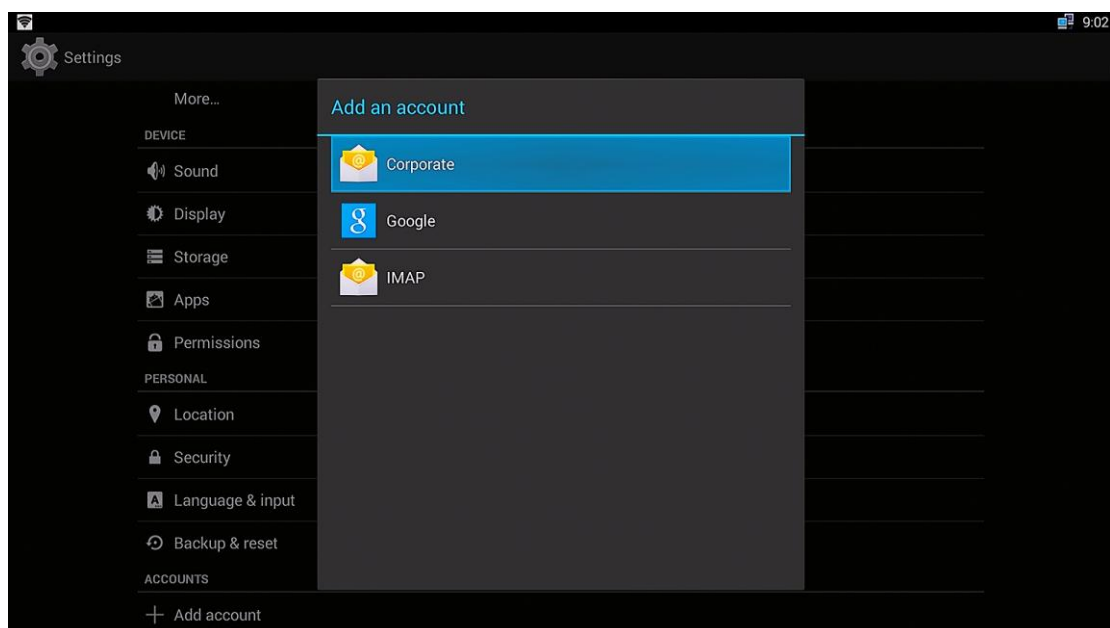 9:02
Settings
More...
DEVICE
Sound
Display
Storage
Apps
Permissions
PERSONAL
Location
Security
Language & input
Backup & reset
ACCOUNTS
Add account
Add an account
Corporate
Google
IMAP